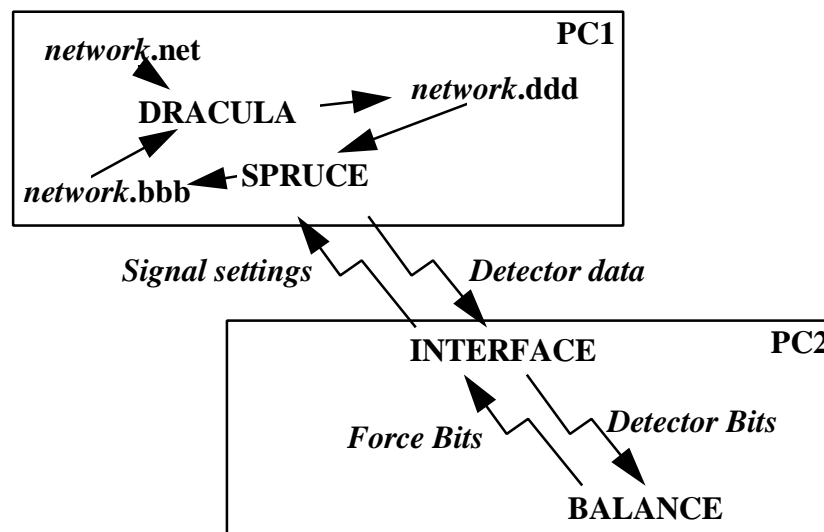 PC1
network.net
network.ddd
DRACULA
SPRUCE
network.bbb
Signal settings
Detector data
PC2
INTERFACE
Force Bits
Detector Bits
BALANCE